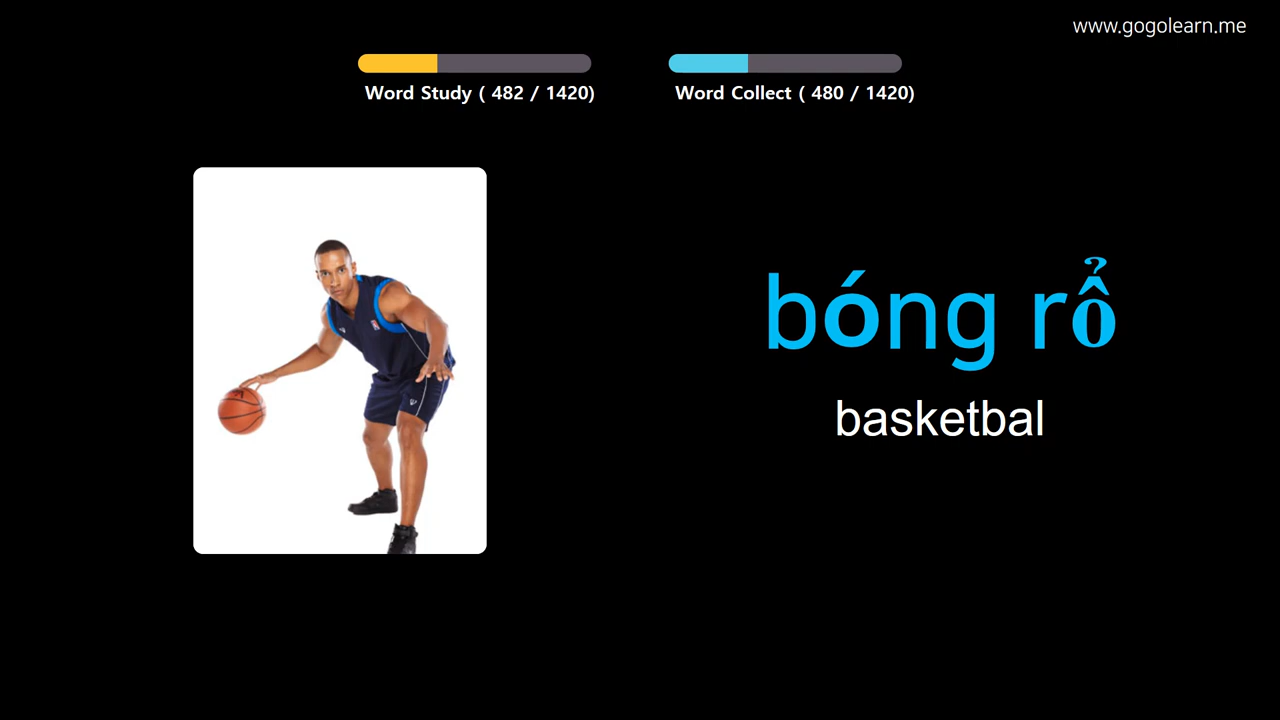 www.gogolearn.me
Word Study ( 482 / 1420)
Word Collect ( 480 / 1420)
bóng rổ
basketbal